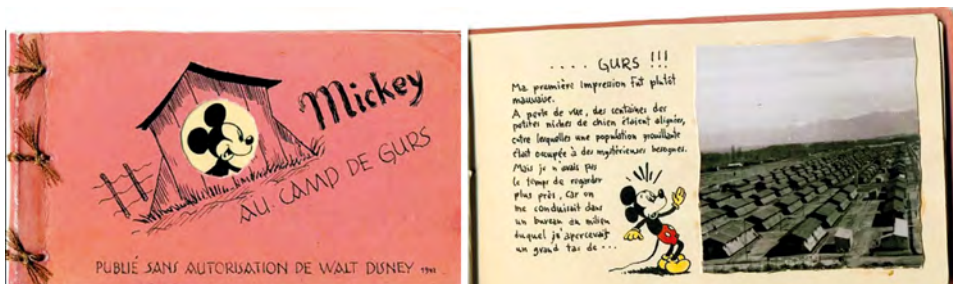 Mickey
AU CAMP DE GURS
PUBLIÉ SANS AUTORISATION DE WALT DISNEY 1942
.... GURS !!!
Ma première impression fut plutôt
mauvaise.
A perte de vue, des centaines des
petites niches de chien étaient alignées,
entre lesquelles une population grouillante
était occupée à des mystérieuses besognes.
Mais je n'avais pas
le temps de regarder
plus près, car on
me conduisait dans
un bureau au milieu
duquel j'apercevait
un grand tas de ...